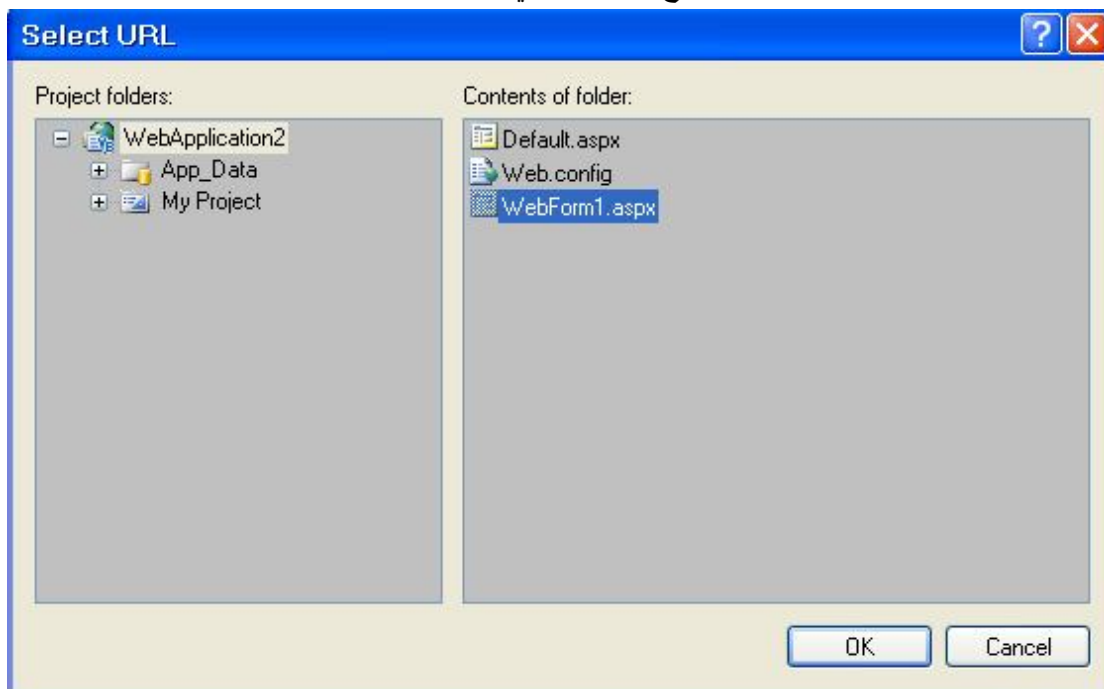 Select URL
Project folders:
WebApplication2
App_Data
My Project
Contents of folder:
Default.aspx
Web.config
WebForm1.aspx
OK
Cancel